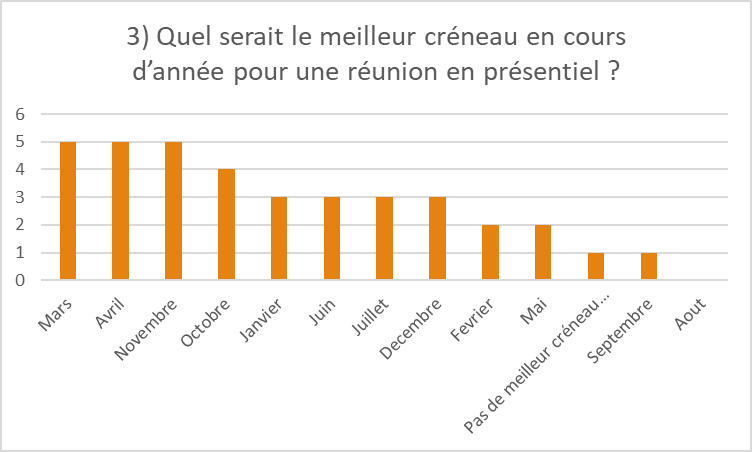 3) Quel serait le meilleur créneau en cours
d’année pour une réunion en présentiel ?
6
5
4
3
2
1
0
Mars
Avril
Novembre
Octobre
Janvier
Juin
Juillet
Decembre
Fevrier
Mai
Pas de meilleur créneau...
Septembre
Aout